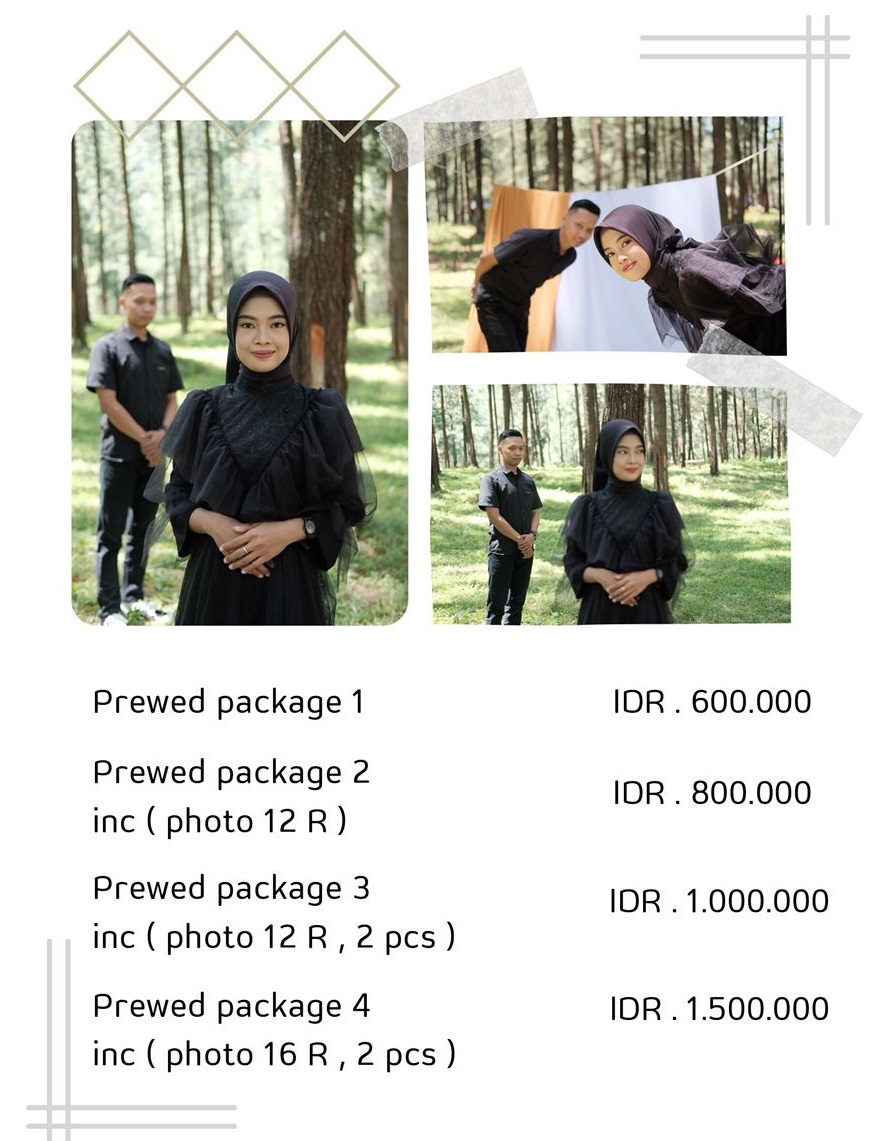 Prewed package 1
IDR . 600.000
Prewed package 2
inc ( photo 12 R )
IDR . 800.000
Prewed package 3
inc ( photo 12 R , 2 pcs )
IDR . 1.000.000
Prewed package 4
inc ( photo 16 R , 2 pcs )
IDR . 1.500.000